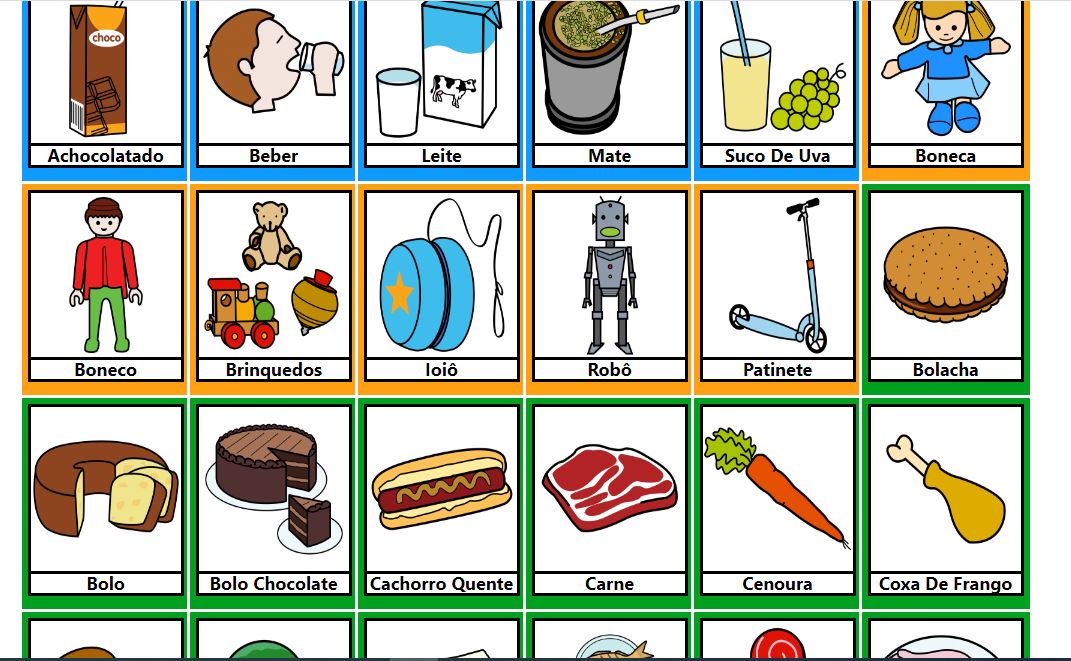 choco
Achocolatado
Beber
Leite
Mate
Suco De Uva
Boneca
Boneco
Brinquedos
Ioiô
Robô
Patinete
Bolacha
Bolo
Bolo Chocolate
Cachorro Quente
Carne
Cenoura
Coxa De Frango